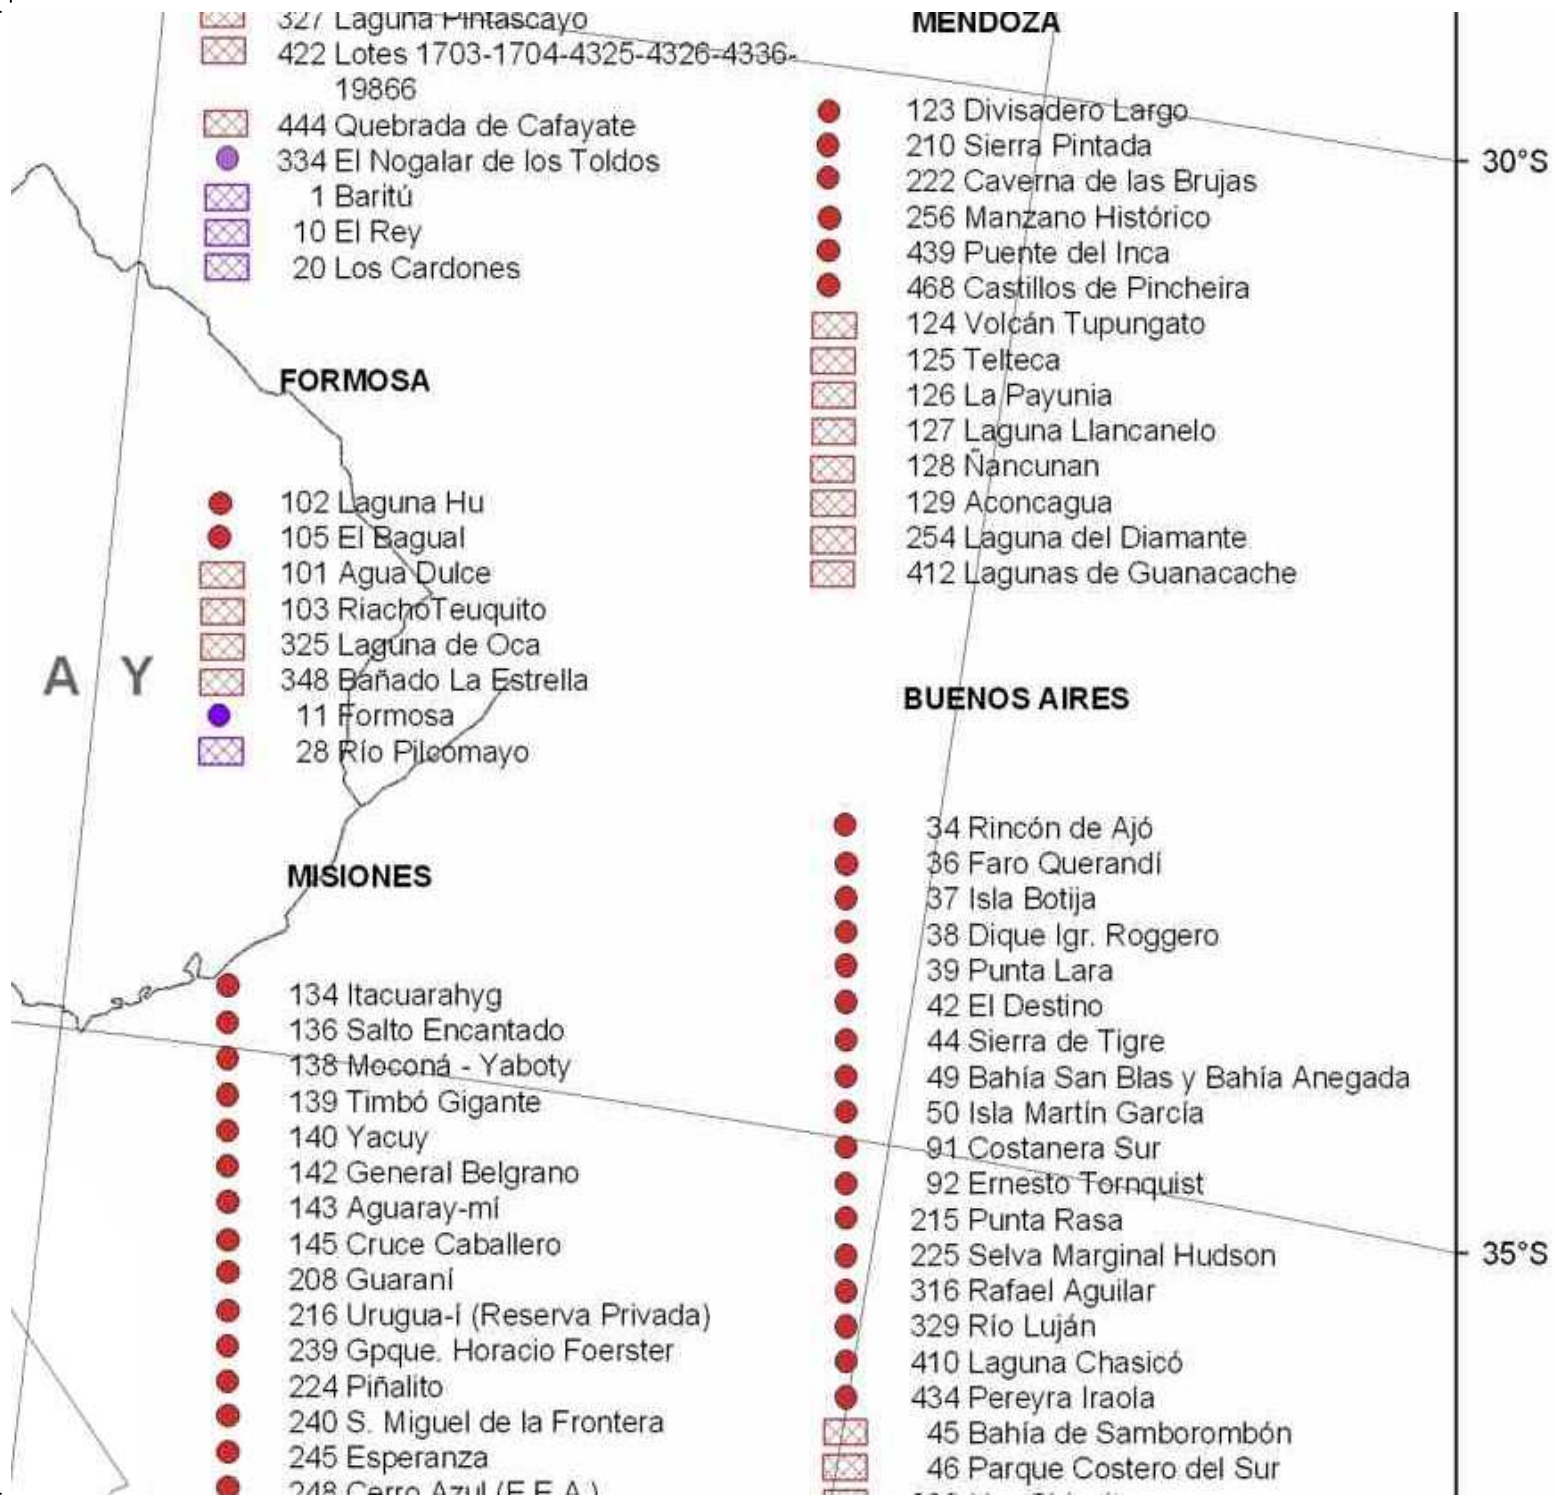 327 Laguna Pintascayo
422 Lotes 1703-1704-4325-4326-4336-
19866
444 Quebrada de Cafayate
334 El Nogalar de los Toldos
1 Baritú
10 El Rey
20 Los Cardones
FORMOSA
102 Laguna Hu
105 El Bagual
101 Agua Dulce
103 RiachoTeuquito
325 Laguna de Oca
348 Bañado La Estrella
11 Formosa
28 Río Pilcomayo
A Y
MISIONES
134 Itacuarahyg
136 Salto Encantado
138 Moconá - Yaboty
139 Timbó Gigante
140 Yacuy
142 General Belgrano
143 Aguaray-mí
145 Cruce Caballero
208 Guaraní
216 Urugua-í (Reserva Privada)
239 Gpque. Horacio Foerster
224 Piñalito
240 S. Miguel de la Frontera
245 Esperanza
248 Cerro Azul (E.E.A.)
MENDOZA
123 Divisadero Largo
210 Sierra Pintada
222 Caverna de las Brujas
256 Manzano Histórico
439 Puente del Inca
468 Castillos de Pincheira
124 Volcán Tupungato
125 Telteca
126 La Payunia
127 Laguna Llancanelo
128 Ñancunan
129 Aconcagua
254 Laguna del Diamante
412 Lagunas de Guanacache
BUENOS AIRES
34 Rincón de Ajó
36 Faro Querandí
37 Isla Botija
38 Dique Igr. Roggero
39 Punta Lara
42 El Destino
44 Sierra de Tigre
49 Bahía San Blas y Bahía Anegada
50 Isla Martín García
91 Costanera Sur
92 Ernesto Tornquist
215 Punta Rasa
225 Selva Marginal Hudson
316 Rafael Aguilar
329 Río Luján
410 Laguna Chasicó
434 Pereyra Iraola
45 Bahía de Samborombón
46 Parque Costero del Sur
30°S
35°S